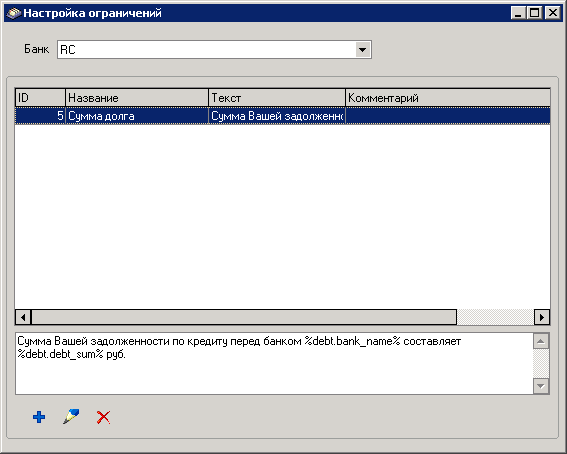 Настройка ограничений
Банк RC
ID Название Текст Комментарий
5 Сумма долга Сумма Вашей задолженно
Сумма Вашей задолженности по кредиту перед банком %debt.bank_name% составляет
%debt.debt_sum% руб.